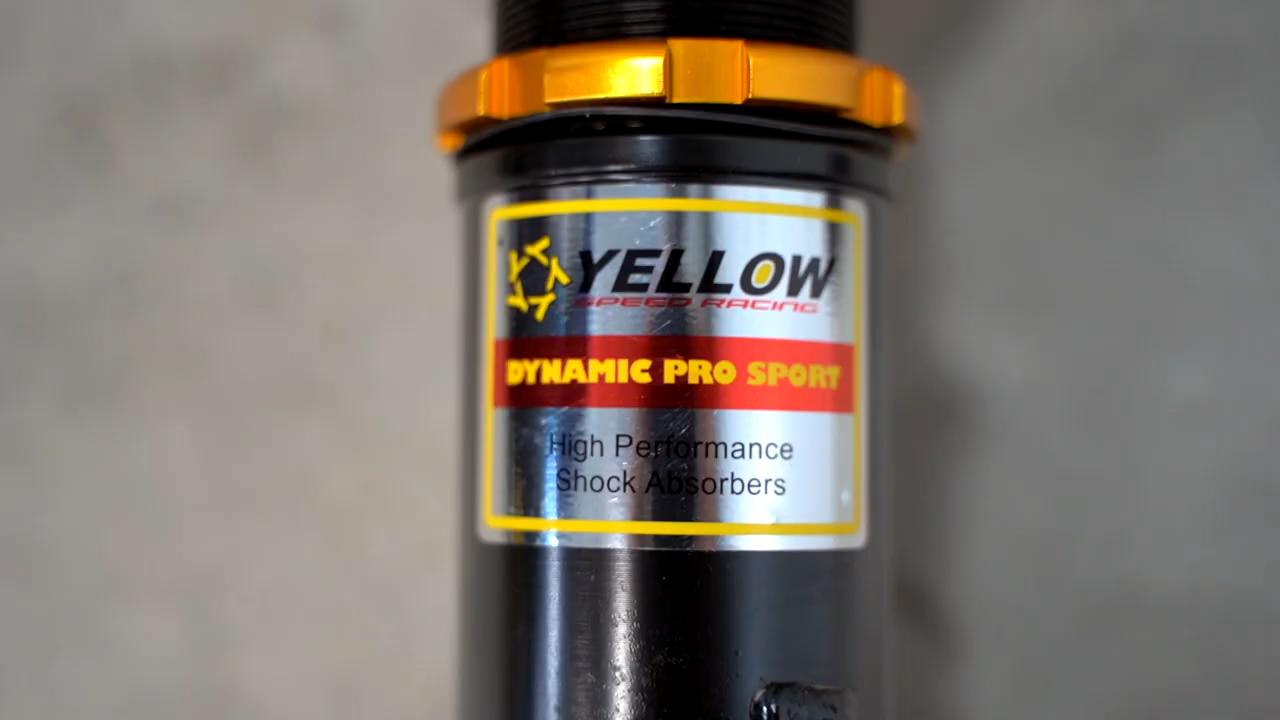 YELLOW
SPEED RACING
DYNAMIC PRO SPORT
High Performance
Shock Absorbers